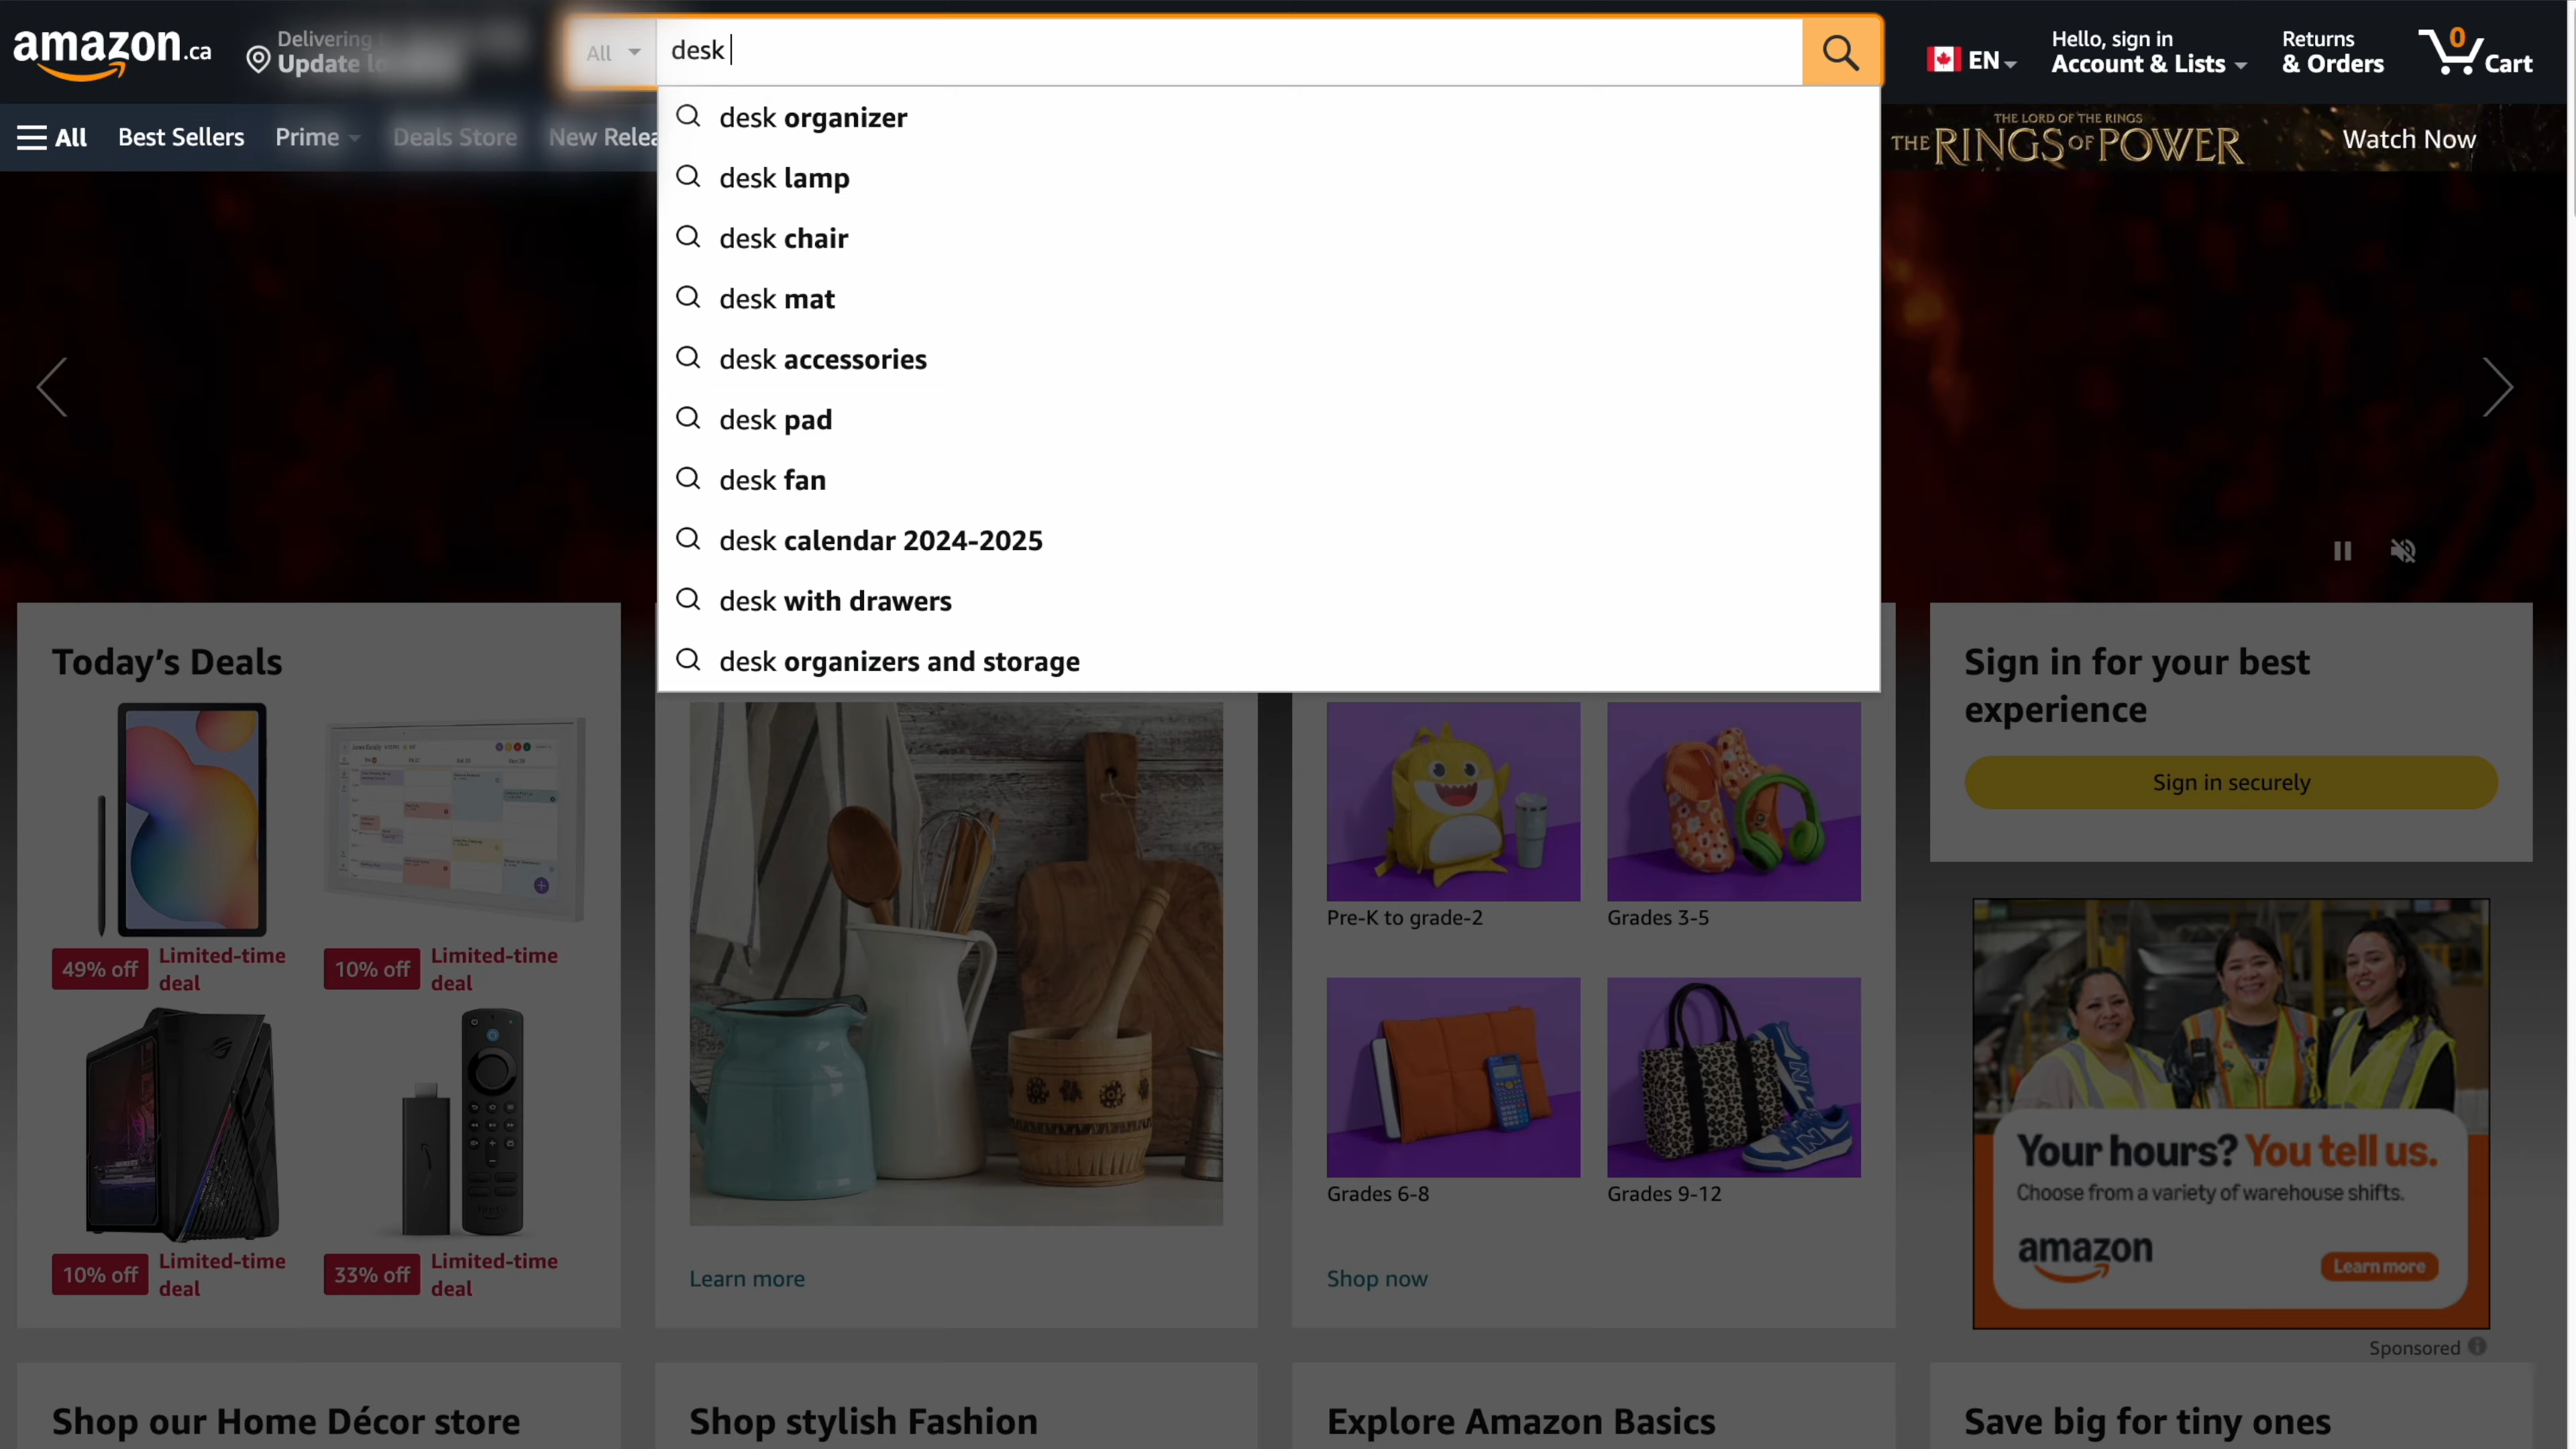 amazon.ca
Delivering
Update
All
desk
EN
Hello, sign in
Account & Lists
Returns
& Orders
0
Cart
All
Best Sellers
Prime
Deals Store
New Relea
THE LORD OF THE RINGS
THE RINGS OF POWER
Watch Now
desk organizer
desk lamp
desk chair
desk mat
desk accessories
desk pad
desk fan
desk calendar 2024-2025
desk with drawers
desk organizers and storage
Today's Deals
49% off
Limited-time
deal
10% off
Limited-time
deal
10% off
Limited-time
deal
33% off
Limited-time
deal
Learn more
Pre-K to grade-2
Grades 3-5
Grades 6-8
Grades 9-12
Shop now
Sign in for your best
experience
Sign in securely
Your hours? You tell us.
Choose from a variety of warehouse shifts.
amazon
Learn more
Sponsored
Shop our Home Décor store
Shop stylish Fashion
Explore Amazon Basics
Save big for tiny ones